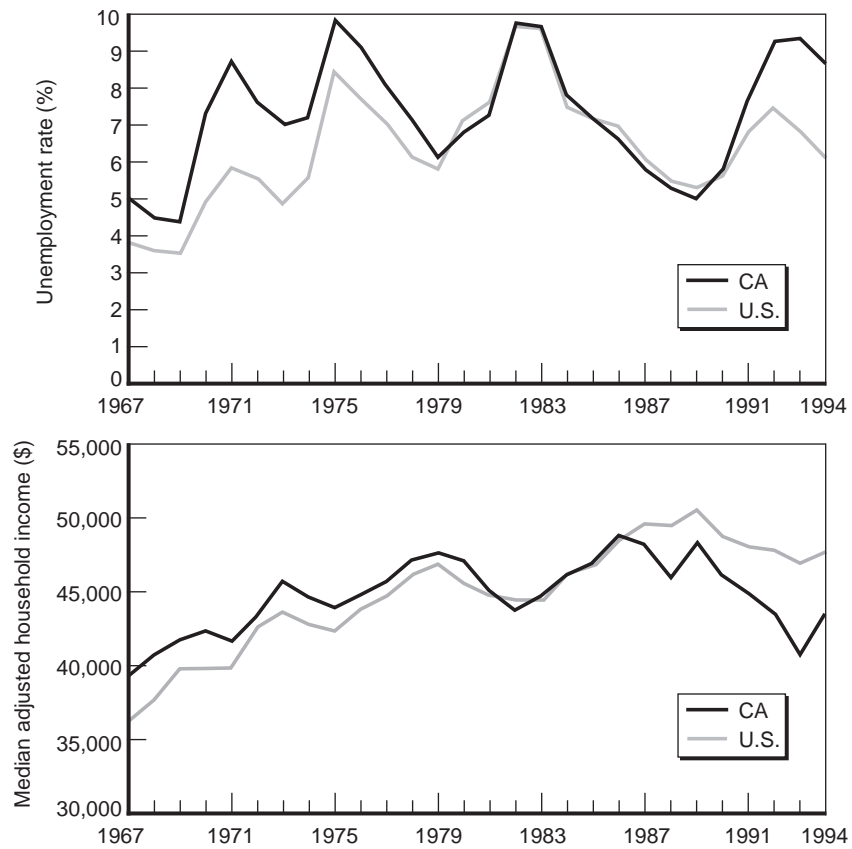 Unemployment rate (%)
10
9
8
7
6
5
4
3
2
1
0
CA
U.S.
1967 1971 1975 1979 1983 1987 1991 1994
Median adjusted household income ($)
55,000
50,000
45,000
40,000
35,000
30,000
CA
U.S.
1967 1971 1975 1979 1983 1987 1991 1994